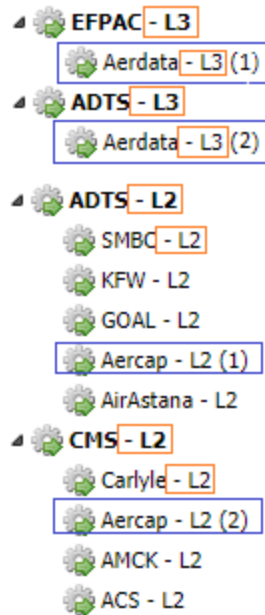 EFPAC - L3
Aerdata - L3 (1)
ADTS - L3
Aerdata - L3 (2)
ADTS - L2
SMBC - L2
KFW - L2
GOAL - L2
Aercap - L2 (1)
AirAstana - L2
CMS - L2
Carlyle - L2
Aercap - L2 (2)
AMCK - L2
ACS - L2